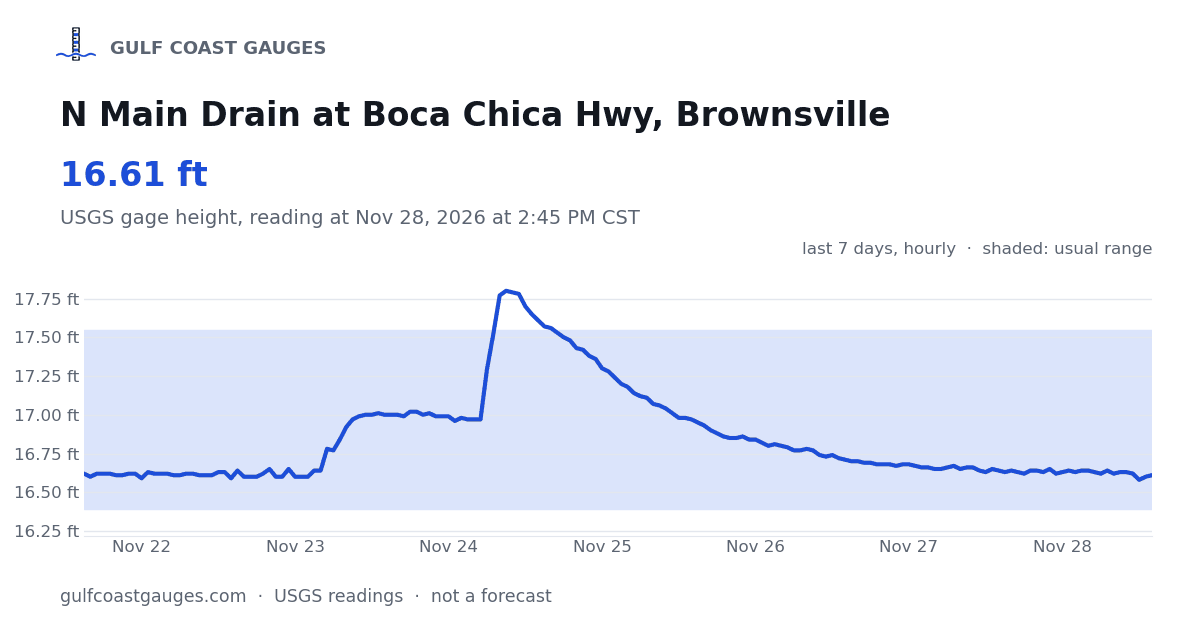 GULF COAST GAUGES
N Main Drain at Boca Chica Hwy, Brownsville
16.61 ft
USGS gage height, reading at Nov 28, 2026 at 2:45 PM CST
last 7 days, hourly · shaded: usual range
17.75 ft
17.50 ft
17.25 ft
17.00 ft
16.75 ft
16.50 ft
16.25 ft
Nov 22 Nov 23 Nov 24 Nov 25 Nov 26 Nov 27 Nov 28
gulfcoastgauges.com · USGS readings · not a forecast